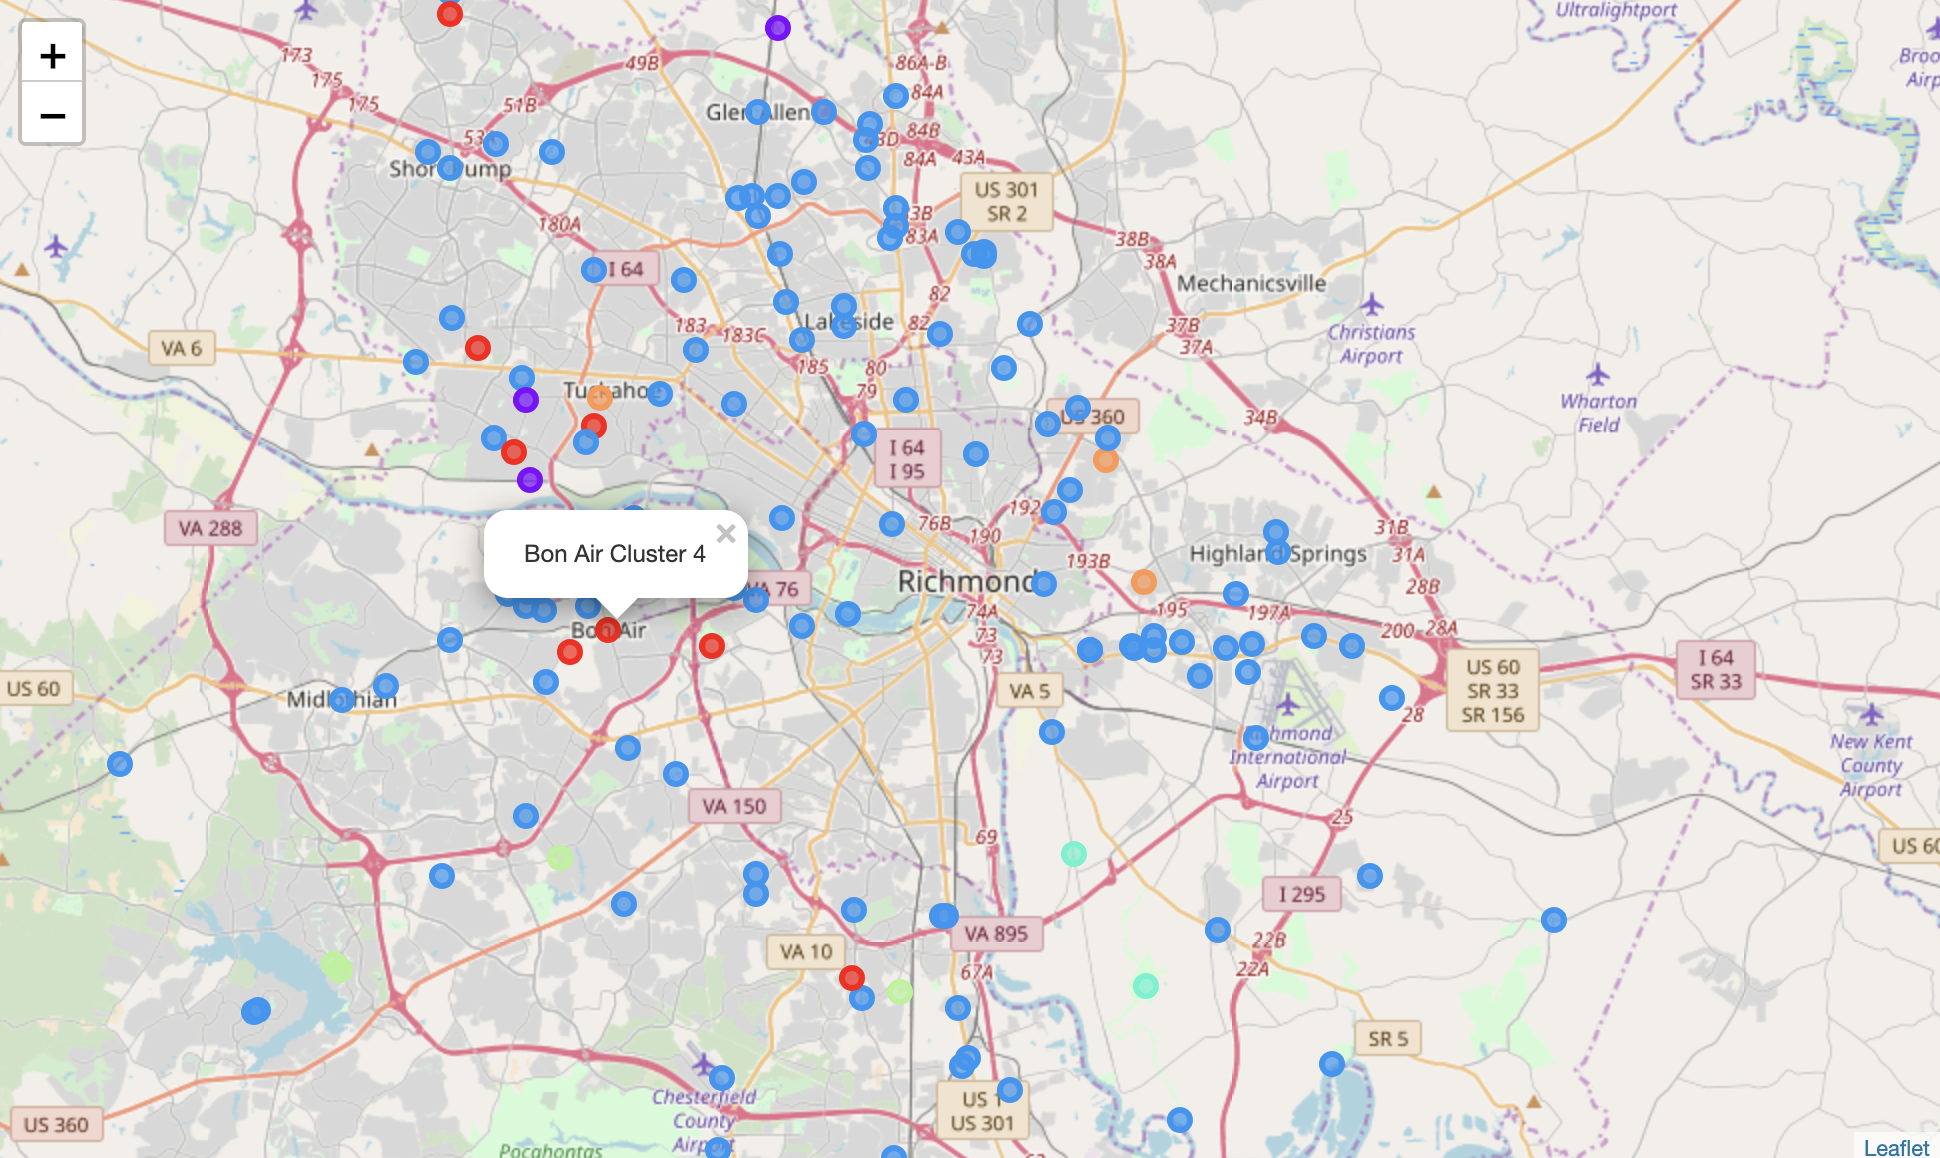 Ultralightport
+
−
173
175
175
49B
51B
53
86A-B
84A
84B
84A
43A
Glen Allen
Short Pump
US 301
SR 2
180A
3B
83A
38B
38A
I 64
Mechanicsville
82
183
183C
Lakeside
82
37B
37A
Christians
Airport
VA 6
185
80
79
Tuckahoe
Wharton
Field
US 360
34B
I 64
I 95
VA 288
76B
192
190
31B
31A
Bon Air Cluster 4
×
193B
Highland Springs
28B
VA 76
Richmond
74A
73
73
195
197A
200
28A
Bon Air
US 60
Midlothian
VA 5
US 60
SR 33
SR 156
I 64
SR 33
28
Richmond
International
Airport
New Kent
County
Airport
VA 150
25
69
US 60
I 295
VA 895
22B
22A
VA 10
67A
SR 5
Chesterfield
County
Airport
US 1
US 301
US 360
Pocahontas
Leaflet